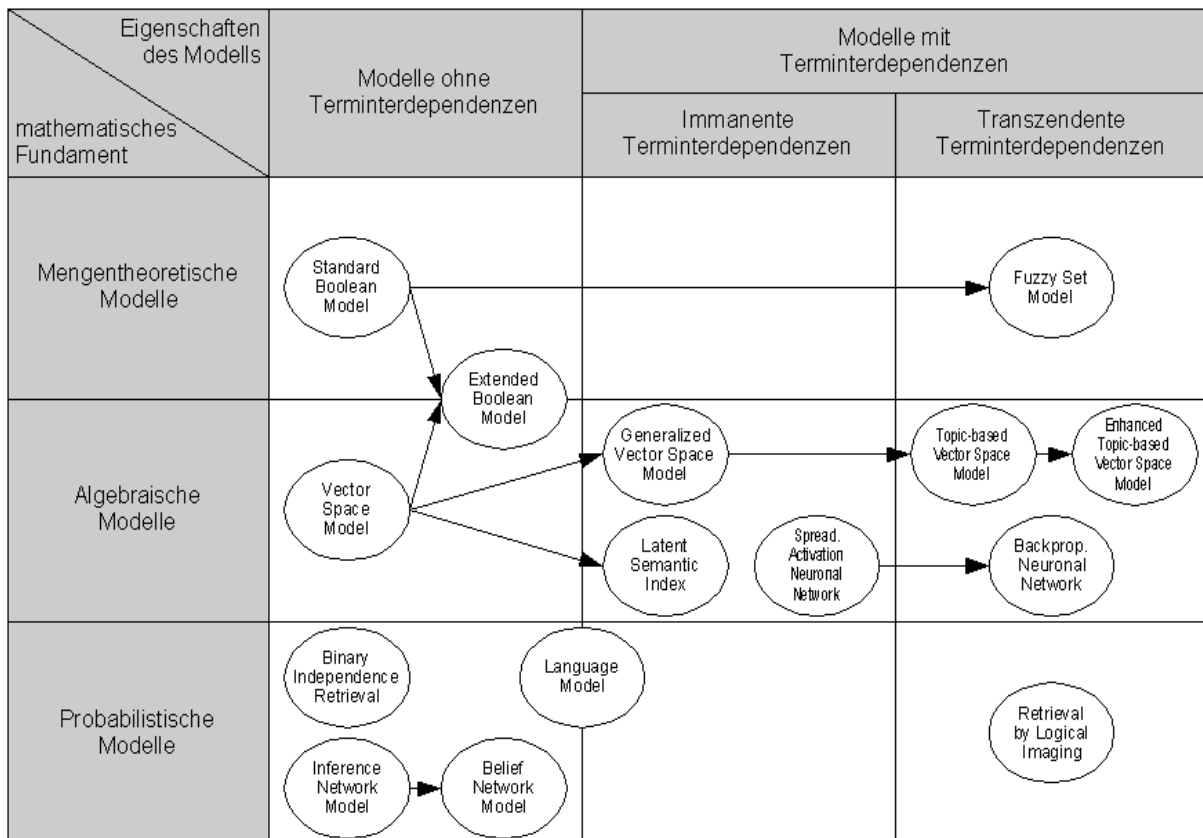 Eigenschaften
des Modells
mathematisches
Fundament
Modelle ohne
Terminterdependenzen
Modelle mit
Terminterdependenzen
Immanente
Terminterdependenzen
Transzendente
Terminterdependenzen
Mengentheoretische
Modelle
Standard
Boolean
Model
Fuzzy Set
Model
Extended
Boolean
Model
Algebraische
Modelle
Vector
Space
Model
Generalized
Vector Space
Model
Topic-based
Vector Space
Model
Enhanced
Topic-based
Vector Space
Model
Latent
Semantic
Index
Spread.
Activation
Neuronal
Network
Backprop.
Neuronal
Network
Probabilistische
Modelle
Binary
Independence
Retrieval
Language
Model
Inference
Network
Model
Belief
Network
Model
Retrieval
by Logical
Imaging